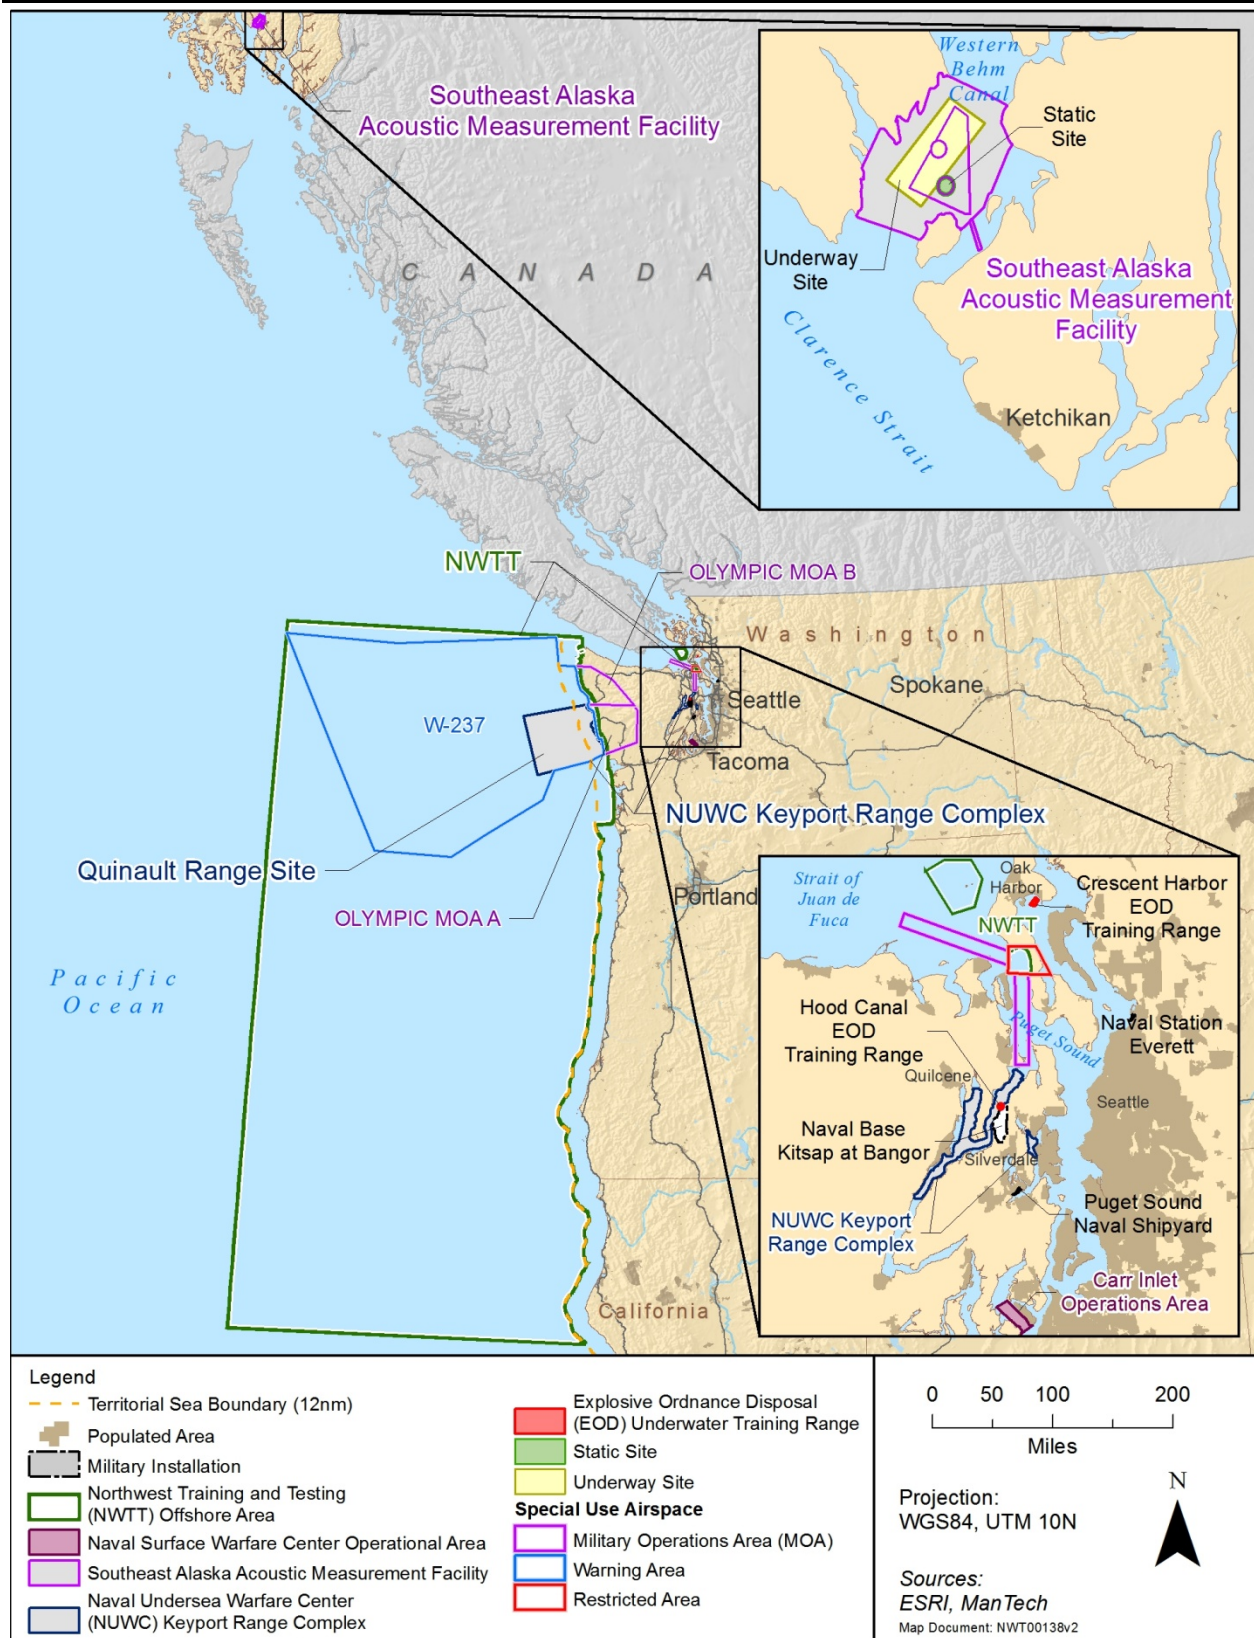 Southeast Alaska
Acoustic Measurement Facility
CANADA
Western
Behm
Canal
Static
Site
Underway
Site
Southeast Alaska
Acoustic Measurement
Facility
Clarence Strait
Ketchikan
NWTT
OLYMPIC MOA B
Washington
Spokane
Seattle
W-237
Tacoma
NUWC Keyport Range Complex
Quinault Range Site
Portland
OLYMPIC MOA A
Pacific
Ocean
California
Strait of
Juan de
Fuca
Oak
Harbor
Crescent Harbor
EOD
Training Range
NWTT
Hood Canal
EOD
Training Range
Puget Sound
Naval Station
Everett
Quilcene
Seattle
Naval Base
Kitsap at Bangor
Silverdale
NUWC Keyport
Range Complex
Puget Sound
Naval Shipyard
Carr Inlet
Operations Area
Legend
Territorial Sea Boundary (12nm)
Populated Area
Military Installation
Northwest Training and Testing
(NWTT) Offshore Area
Naval Surface Warfare Center Operational Area
Southeast Alaska Acoustic Measurement Facility
Naval Undersea Warfare Center
(NUWC) Keyport Range Complex
Explosive Ordnance Disposal
(EOD) Underwater Training Range
Static Site
Underway Site
Special Use Airspace
Military Operations Area (MOA)
Warning Area
Restricted Area
0 50 100 200
Miles
N
Projection:
WGS84, UTM 10N
Sources:
ESRI, ManTech
Map Document: NWT00138v2